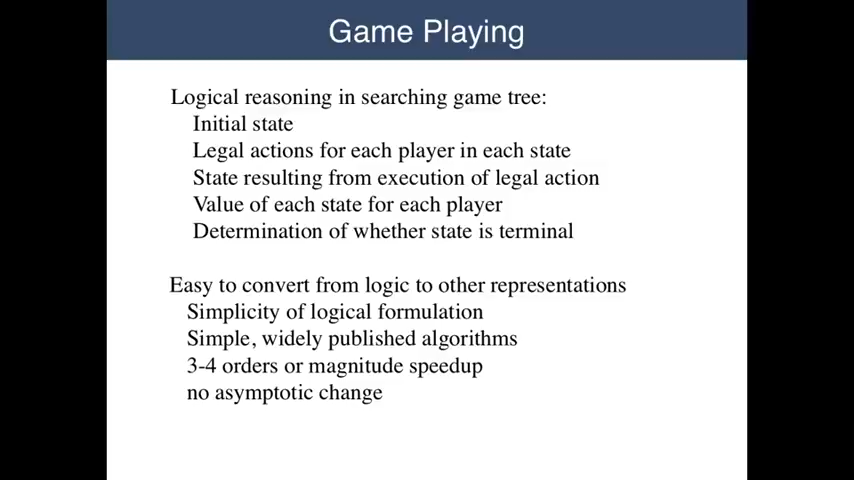 Game Playing
Logical reasoning in searching game tree:
Initial state
Legal actions for each player in each state
State resulting from execution of legal action
Value of each state for each player
Determination of whether state is terminal
Easy to convert from logic to other representations
Simplicity of logical formulation
Simple, widely published algorithms
3-4 orders or magnitude speedup
no asymptotic change